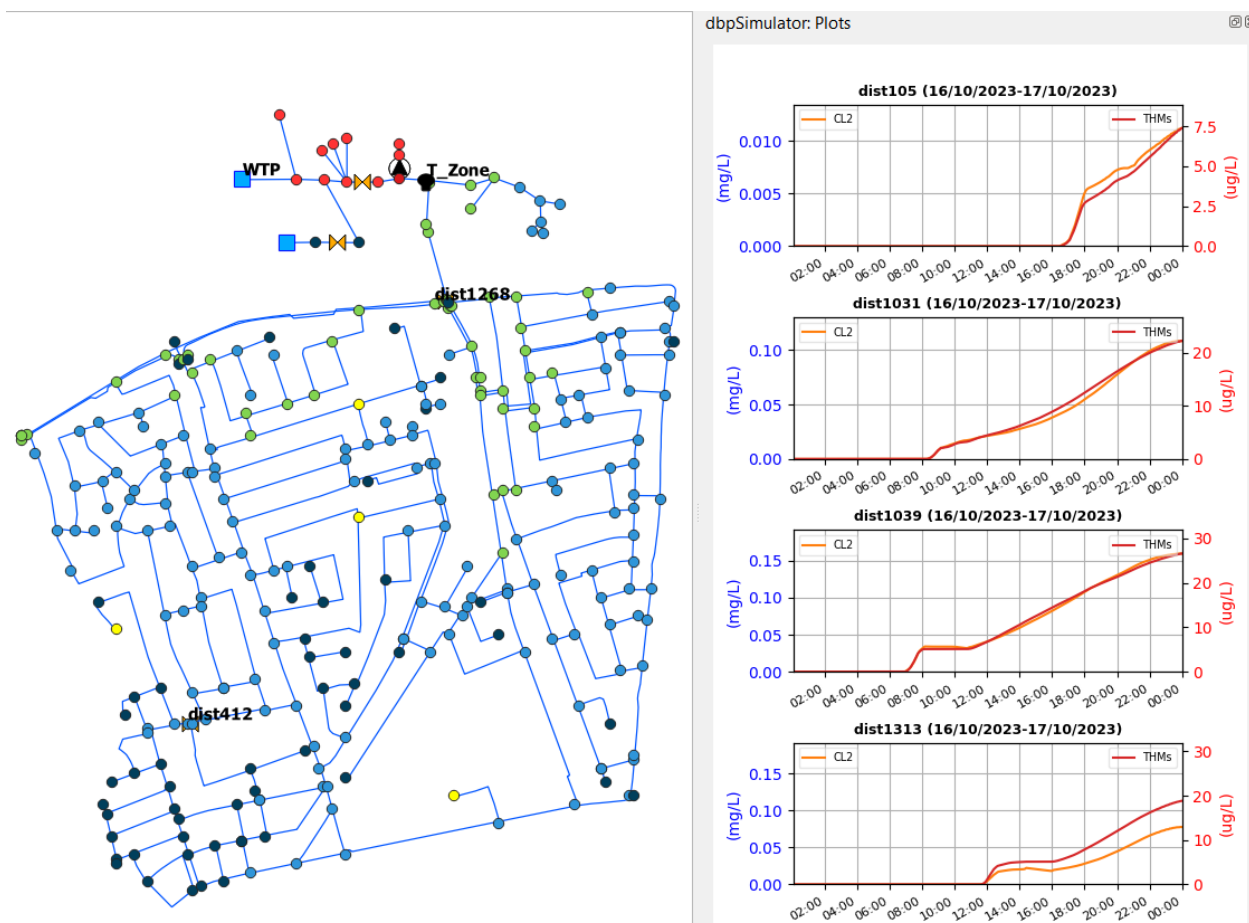 dbpSimulator: Plots
WTP
T_Zone
dist1268
dist412
dist105 (16/10/2023-17/10/2023)
CL2
THMs
0.010
0.005
0.000
(mg/L)
7.5
5.0
2.5
0.0
(ug/L)
02:00 04:00 06:00 08:00 10:00 12:00 14:00 16:00 18:00 20:00 22:00 00:00
dist1031 (16/10/2023-17/10/2023)
CL2
THMs
0.10
0.05
0.00
(mg/L)
20
10
0
(ug/L)
02:00 04:00 06:00 08:00 10:00 12:00 14:00 16:00 18:00 20:00 22:00 00:00
dist1039 (16/10/2023-17/10/2023)
CL2
THMs
0.15
0.10
0.05
0.00
(mg/L)
30
20
10
0
(ug/L)
02:00 04:00 06:00 08:00 10:00 12:00 14:00 16:00 18:00 20:00 22:00 00:00
dist1313 (16/10/2023-17/10/2023)
CL2
THMs
0.15
0.10
0.05
0.00
(mg/L)
30
20
10
0
(ug/L)
02:00 04:00 06:00 08:00 10:00 12:00 14:00 16:00 18:00 20:00 22:00 00:00